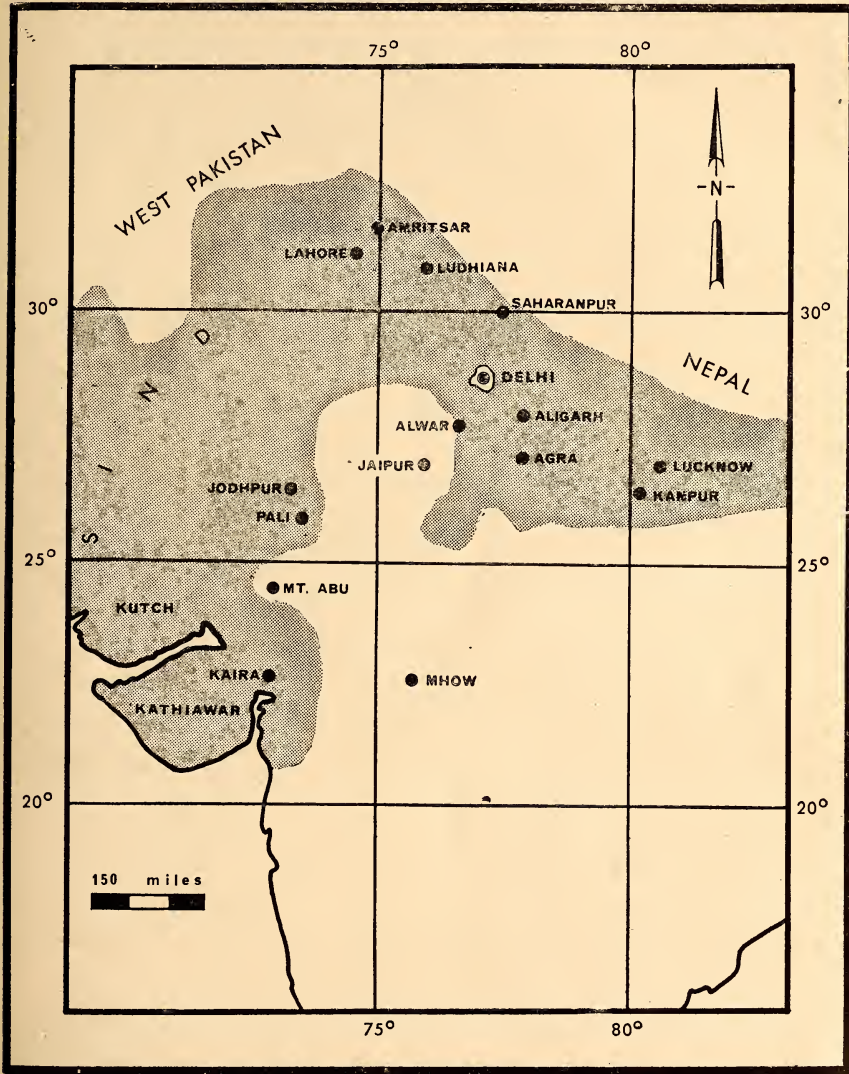 75° 80°
WEST PAKISTAN
-N-
AMRITSAR
LAHORE
LUDHIANA
SAHARANPUR
30° 30°
NEPAL
DELHI
ALWAR
ALIGARH
JAIPUR
AGRA
LUCKNOW
KANPUR
JODHPUR
PALI
SIND
25° 25°
MT. ABU
KUTCH
KAIRA
MHOW
KATHIAWAR
20° 20°
150 miles
75° 80°